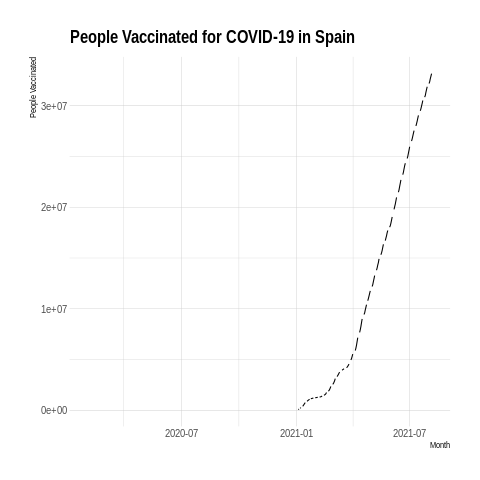 People Vaccinated for COVID-19 in Spain
People Vaccinated
3e+07
2e+07
1e+07
0e+00
2020-07
2021-01
2021-07
Month